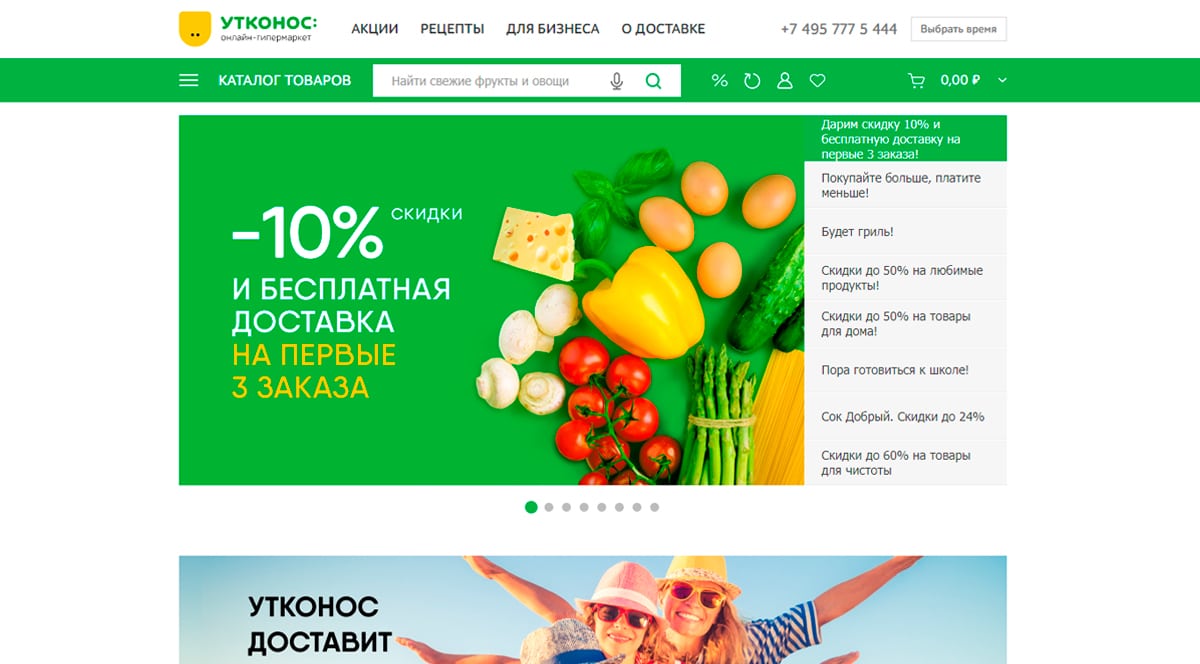 УТКОНОС:
онлайн-гипермаркет
АКЦИИ
РЕЦЕПТЫ
ДЛЯ БИЗНЕСА
О ДОСТАВКЕ
+7 495 777 5 444
Выбрать время
КАТАЛОГ ТОВАРОВ
Найти свежие фрукты и овощи
%
0,00 ₽
-10% СКИДКИ
И БЕСПЛАТНАЯ
ДОСТАВКА
НА ПЕРВЫЕ
3 ЗАКАЗА
Дарим скидку 10% и
бесплатную доставку на
первые 3 заказа!
Покупайте больше, платите
меньше!
Будет гриль!
Скидки до 50% на любимые
продукты!
Скидки до 50% на товары
для дома!
Пора готовиться к школе!
Сок Добрый. Скидки до 24%
Скидки до 60% на товары
для чистоты
УТКОНОС
ДОСТАВИТ